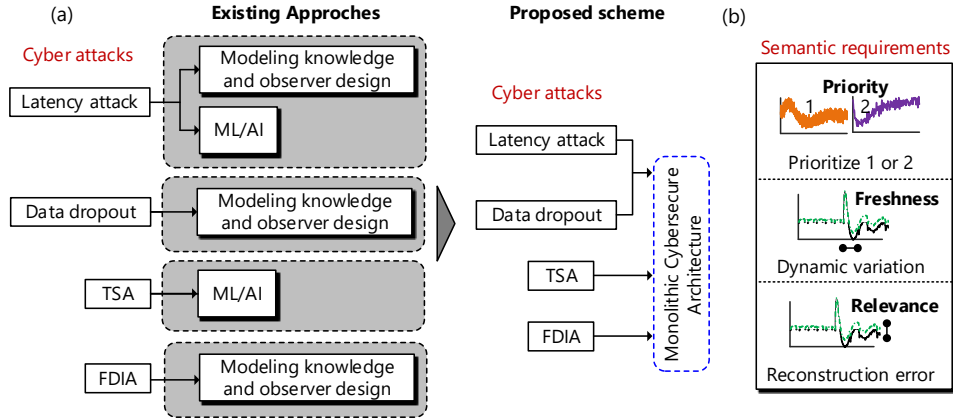 (a)
Existing Approches
Cyber attacks
Latency attack
Modeling knowledge
and observer design
ML/AI
Data dropout
Modeling knowledge
and observer design
TSA
ML/AI
FDIA
Modeling knowledge
and observer design
Proposed scheme
Cyber attacks
Latency attack
Data dropout
TSA
FDIA
Monolithic Cybersecure
Architecture
(b)
Semantic requirements
Priority
1
2
Prioritize 1 or 2
Freshness
Dynamic variation
Relevance
Reconstruction error